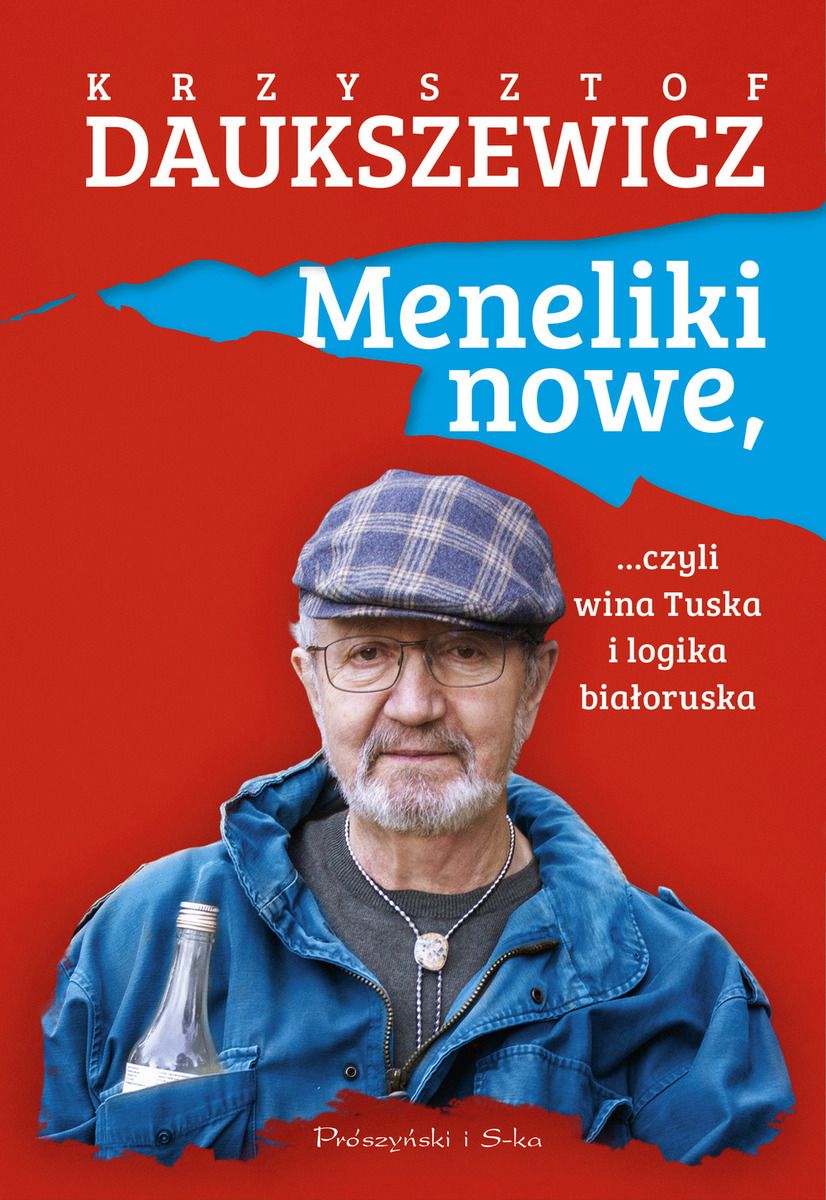 KRZYSZTOF
DAUKSZEWICZ
Meneliki
nowe,
...czyli
wina Tuska
i logika
białoruska
Prószyński i S-ka